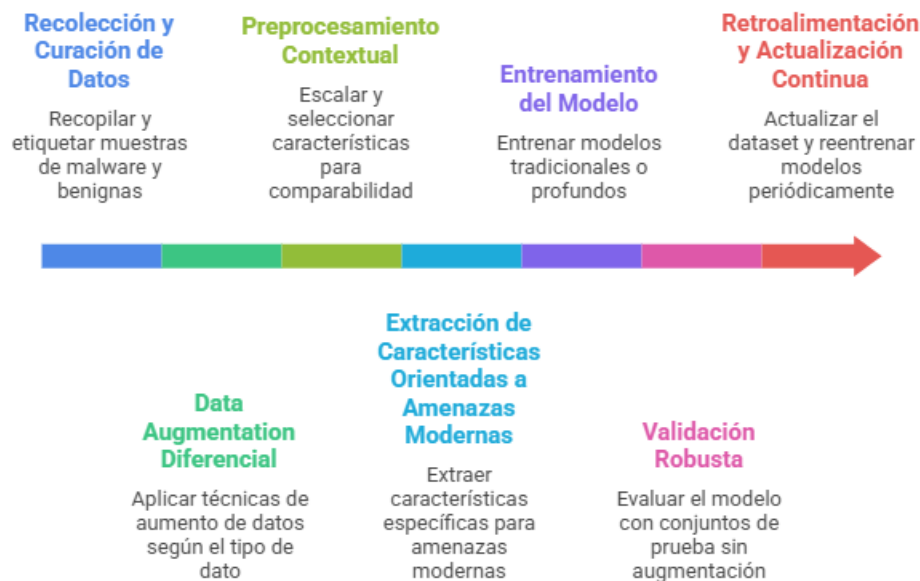 Recolección y
Curación de
Datos
Recopilar y
etiquetar muestras
de malware y
benignas
Preprocesamiento
Contextual
Escalar y
seleccionar
características
para
comparabilidad
Entrenamiento
del Modelo
Entrenar modelos
tradicionales o
profundos
Retroalimentación
y Actualización
Continua
Actualizar el
dataset y reentrenar
modelos
periódicamente
Data
Augmentation
Diferencial
Aplicar técnicas de
aumento de datos
según el tipo de
dato
Extracción de
Características
Orientadas a
Amenazas
Modernas
Extraer
características
específicas para
amenazas
modernas
Validación
Robusta
Evaluar el modelo
con conjuntos de
prueba sin
augmentación